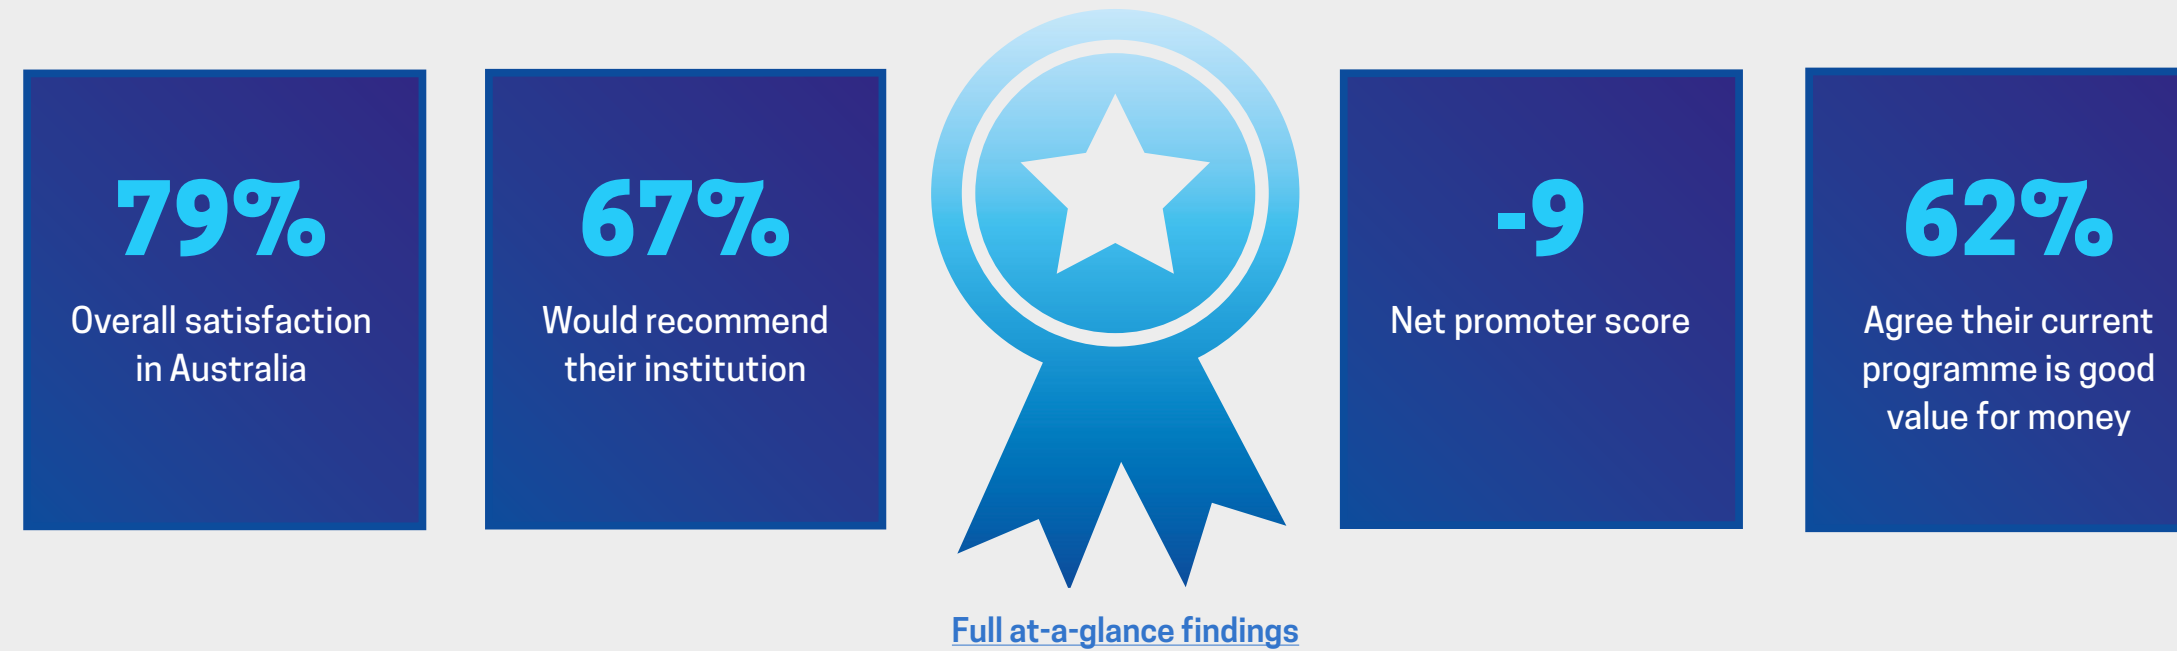 79%
Overall satisfaction
in Australia
67%
Would recommend
their institution
-9
Net promoter score
62%
Agree their current
programme is good
value for money
Full at-a-glance findings